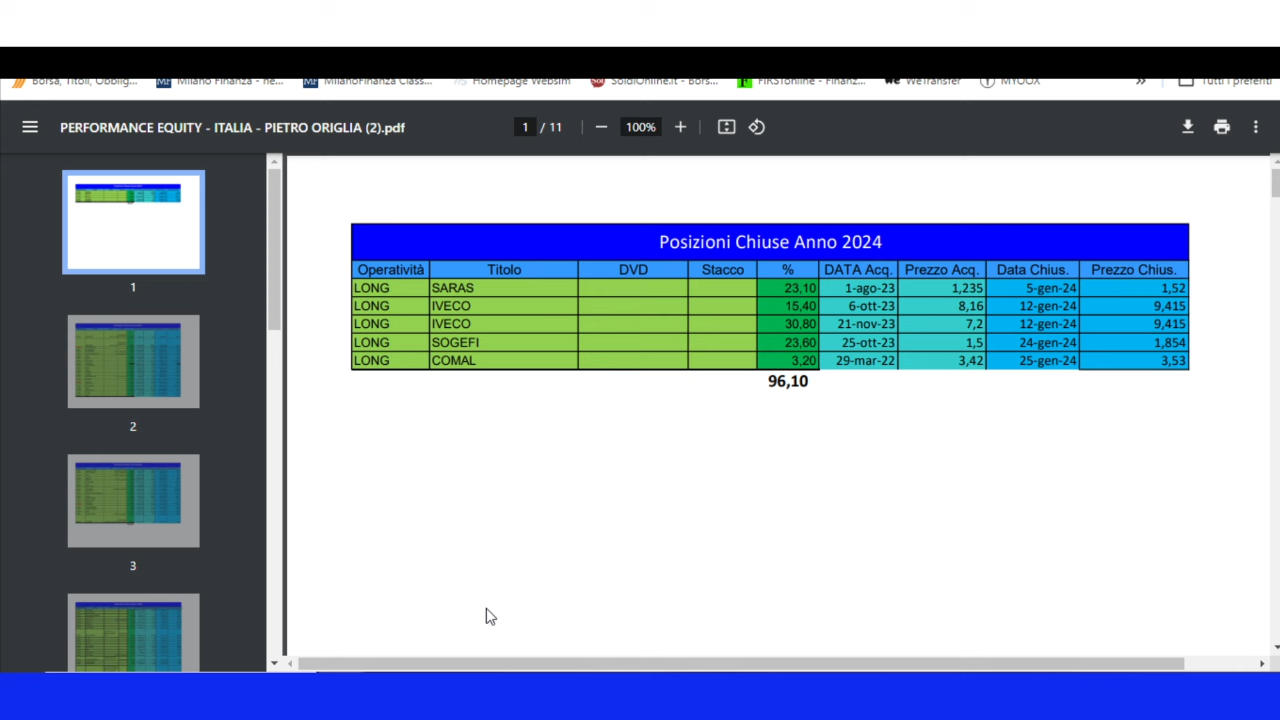 Borsa, Titoli, Obblig... Milano Finanza - ne... MilanoFinanza Class... Homepage Websim SoldiOnline.it - Bors... FIRSTonline - Finanz... WeTransfer MYOOX » Tutti i preferiti
PERFORMANCE EQUITY - ITALIA - PIETRO ORIGLIA (2).pdf 1 / 11 — 100% +
Posizioni Chiuse Anno 2024
Operatività Titolo DVD Stacco % DATA Acq. Prezzo Acq. Data Chius. Prezzo Chius.
LONG SARAS 23,10 1-ago-23 1,235 5-gen-24 1,52
LONG IVECO 15,40 6-ott-23 8,16 12-gen-24 9,415
LONG IVECO 30,80 21-nov-23 7,2 12-gen-24 9,415
LONG SOGEFI 23,60 25-ott-23 1,5 24-gen-24 1,854
LONG COMAL 3,20 29-mar-22 3,42 25-gen-24 3,53
96,10
1
2
3